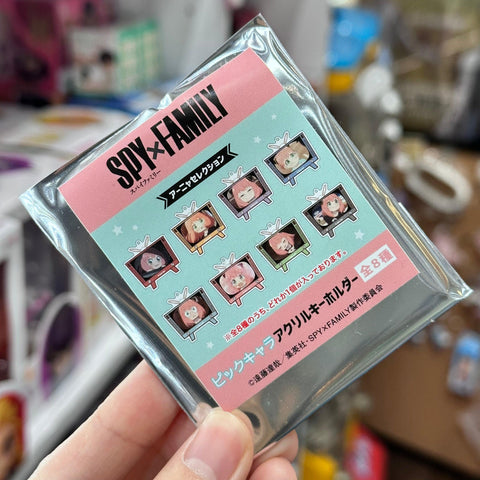 SPY×FAMILY
スパイファミリー
アーニャセレクション
※全8種のうち、どれか1個が入っております。
ピックキャラアクリルキーホルダー 全8種
©遠藤達哉／集英社・SPY×FAMILY製作委員会